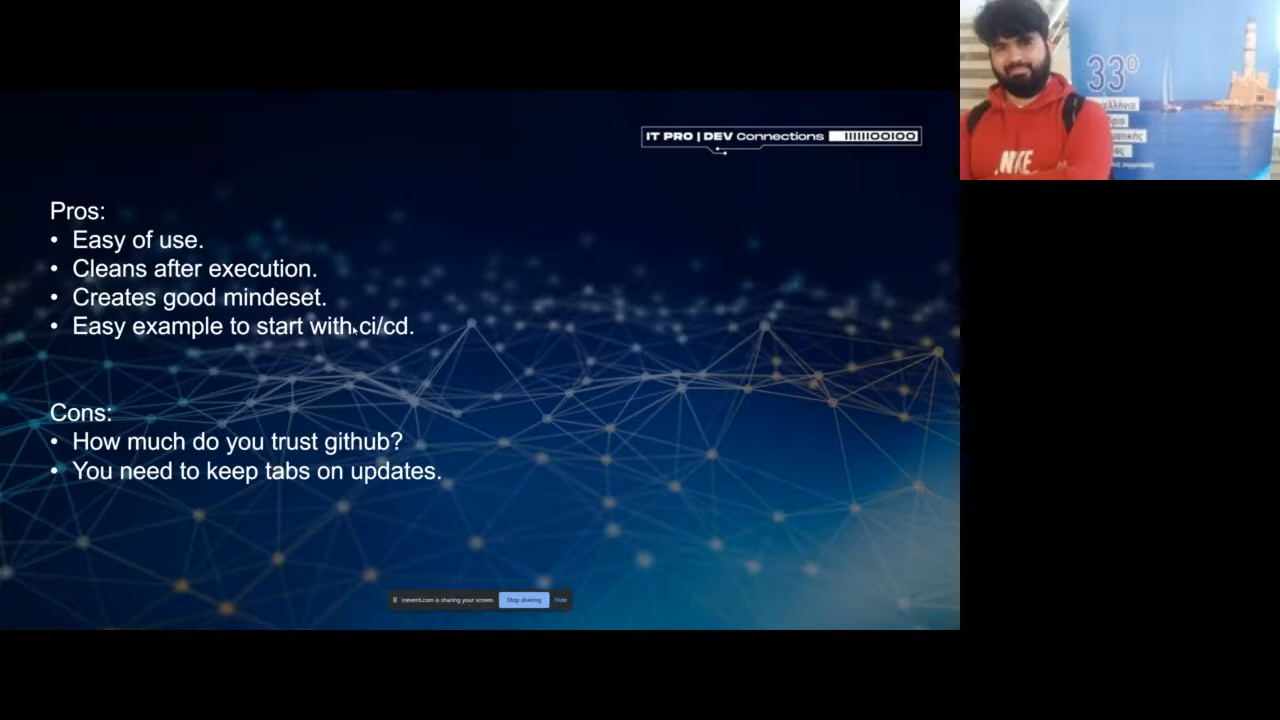 IT PRO | DEV Connections IIIIIIOOIOO
Pros:
• Easy of use.
• Cleans after execution.
• Creates good mindeset.
• Easy example to start with ci/cd.
Cons:
• How much do you trust github?
• You need to keep tabs on updates.
inevent.com is sharing your screen. Stop sharing Hide
33º